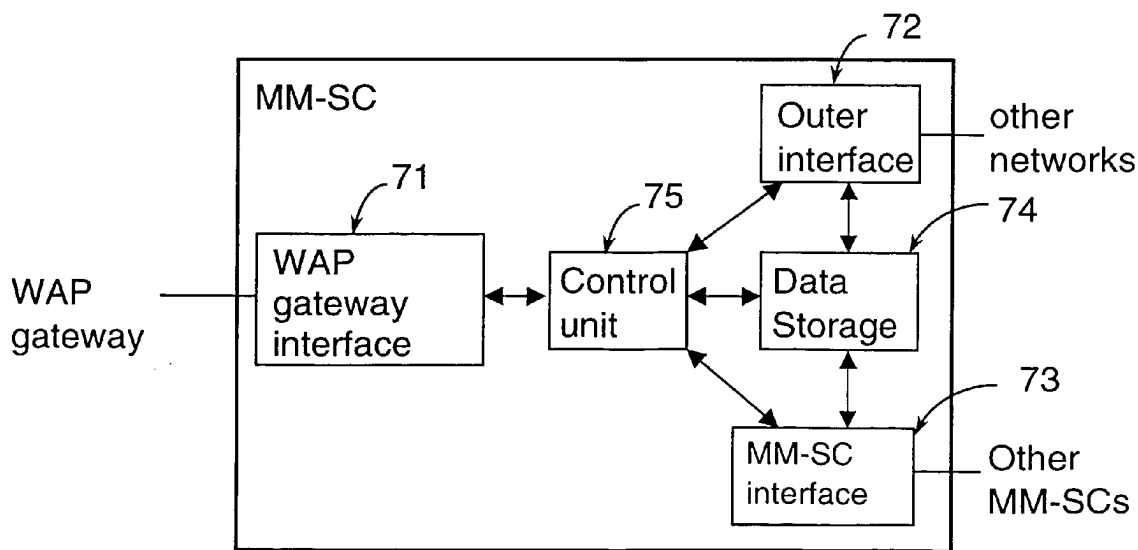 72
MM-SC
Outer
interface
other
networks
71
75
74
WAP
gateway
WAP
gateway
interface
Control
unit
Data
Storage
73
MM-SC
interface
Other
MM-SCs